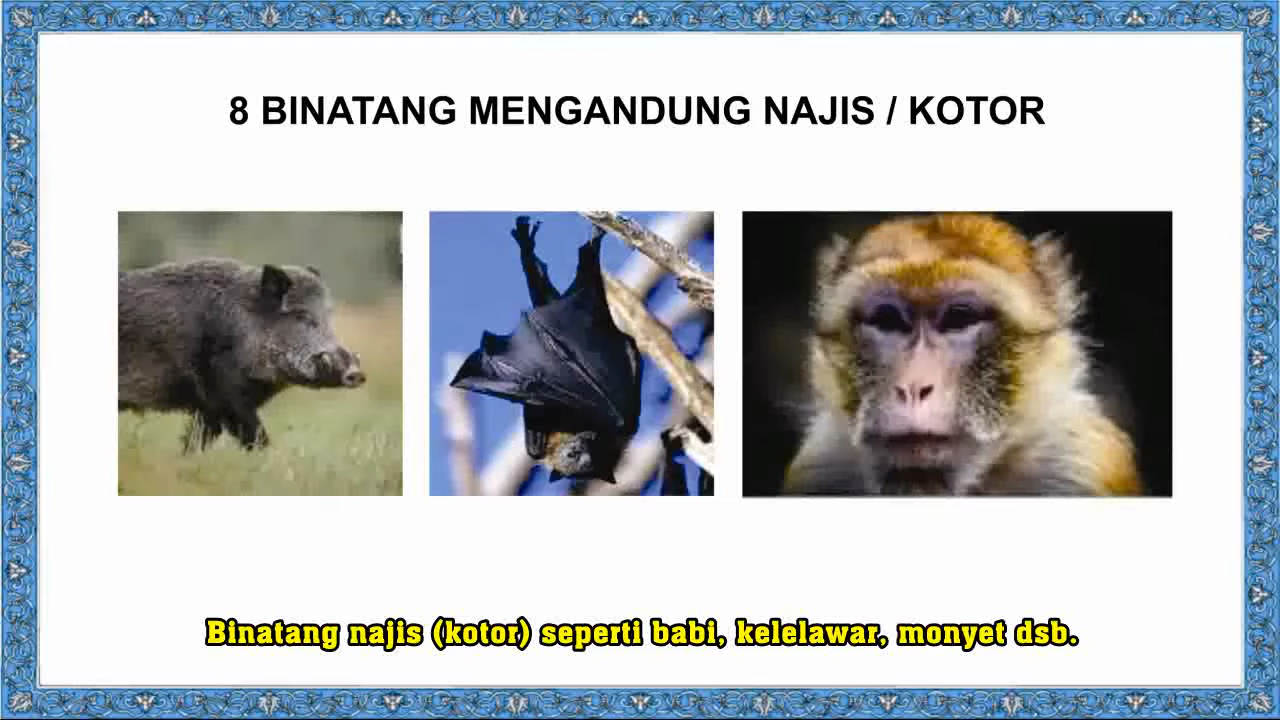 8 BINATANG MENGANDUNG NAJIS / KOTOR
Binatang najis (kotor) seperti babi, kelelawar, monyet dsb.